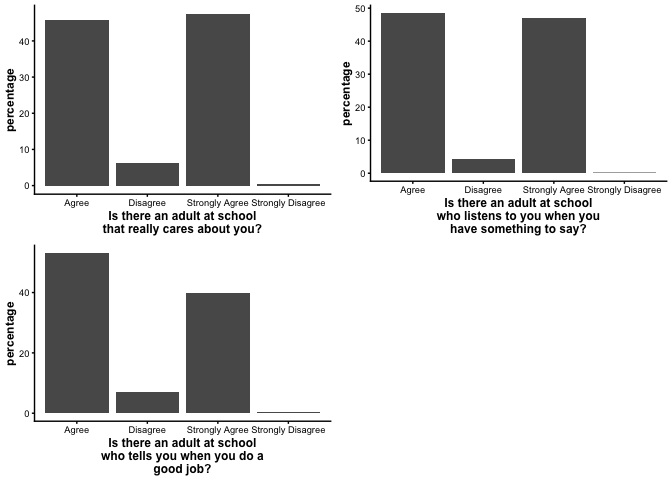 percentage
40
30
20
10
0
Agree Disagree Strongly Agree Strongly Disagree
Is there an adult at school
that really cares about you?
percentage
50
40
30
20
10
0
Agree Disagree Strongly Agree Strongly Disagree
Is there an adult at school
who listens to you when you
have something to say?
percentage
40
20
0
Agree Disagree Strongly Agree Strongly Disagree
Is there an adult at school
who tells you when you do a
good job?